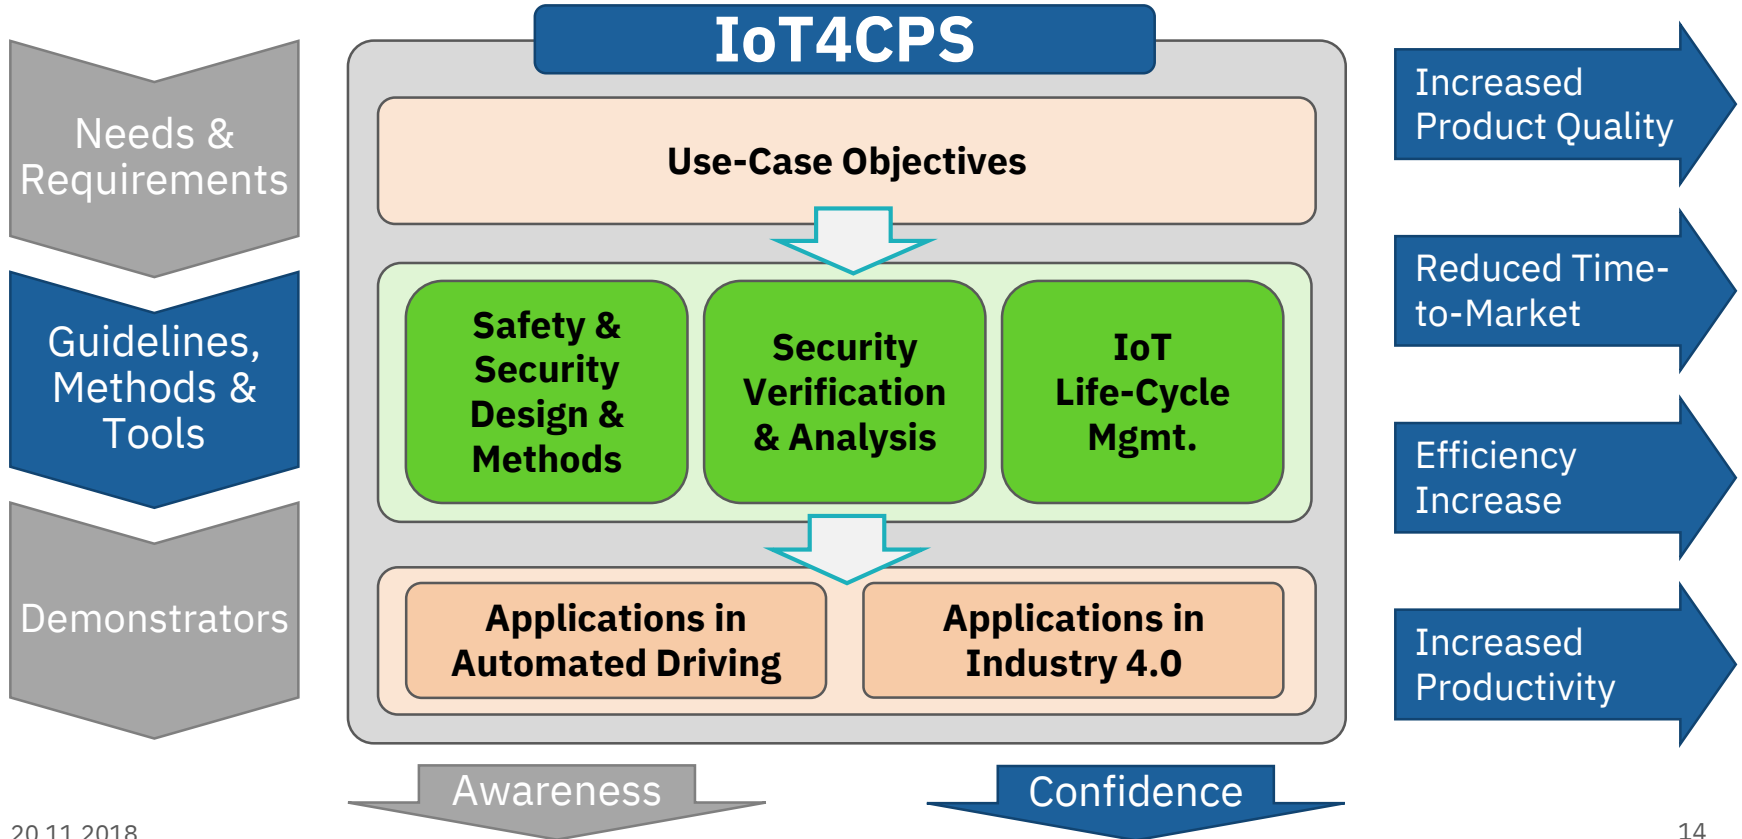 IoT4CPS
Needs &
Requirements
Guidelines,
Methods &
Tools
Demonstrators
Use-Case Objectives
Safety &
Security
Design &
Methods
Security
Verification
& Analysis
IoT
Life-Cycle
Mgmt.
Applications in
Automated Driving
Applications in
Industry 4.0
Increased
Product Quality
Reduced Time-
to-Market
Efficiency
Increase
Increased
Productivity
Awareness
Confidence
20.11.2018
14